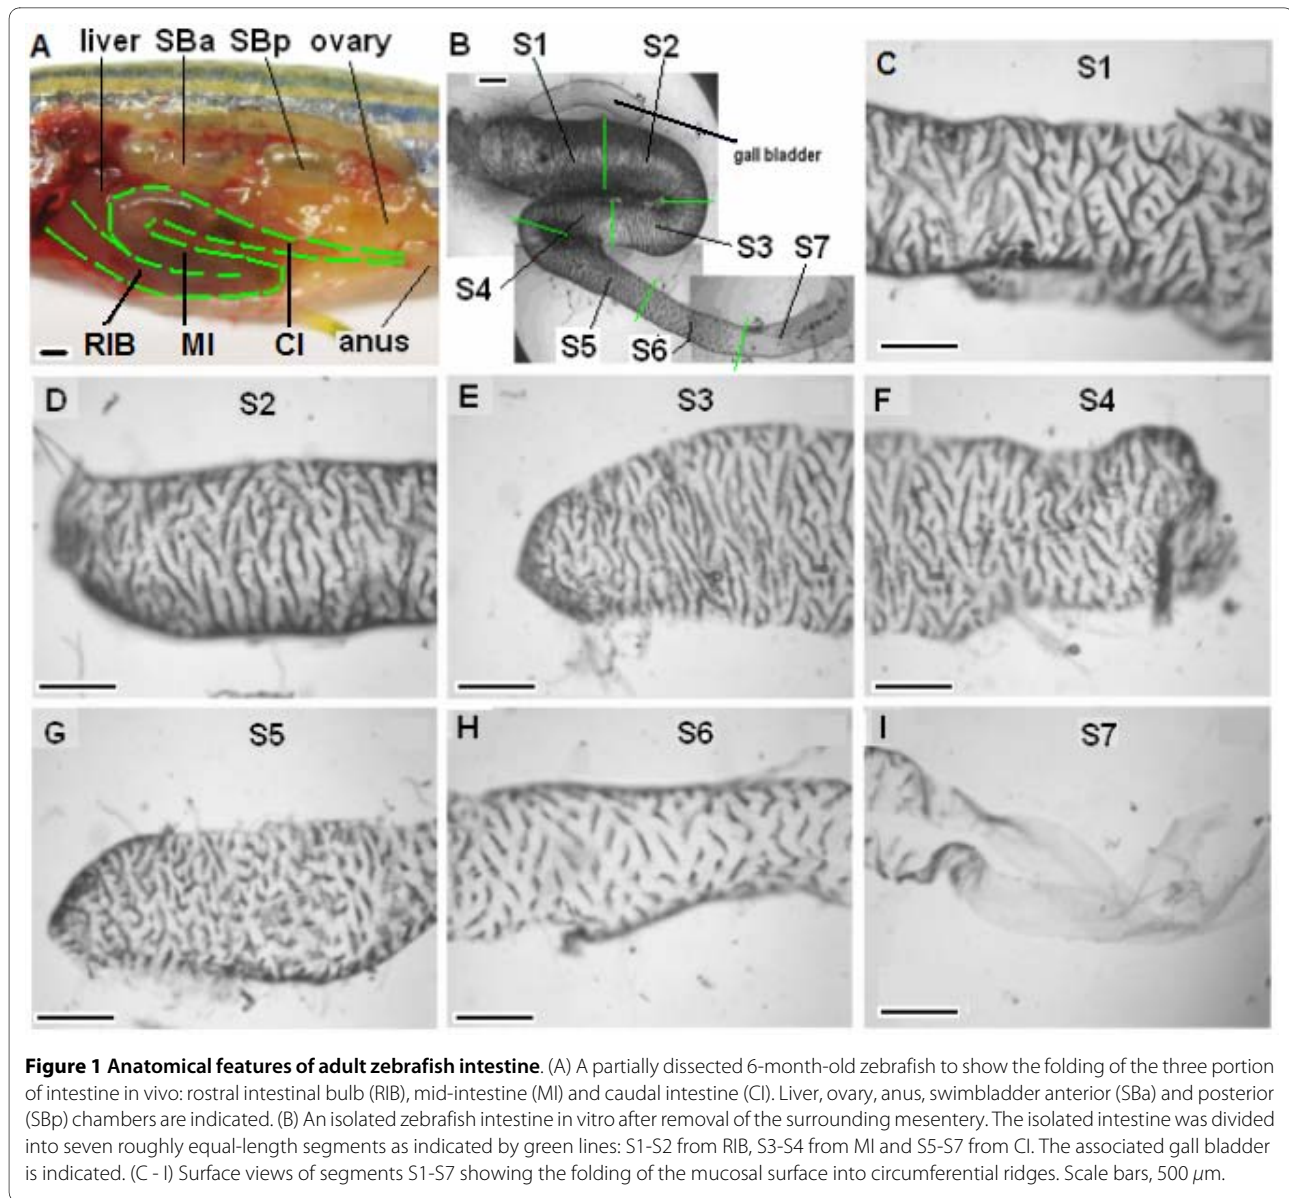 A liver SBa SBp ovary
RIB MI CI anus
B S1 S2
gall bladder
S3 S7
S4
S5 S6
C S1
D S2
E S3
F S4
G S5
H S6
I S7
Figure 1 Anatomical features of adult zebrafish intestine. (A) A partially dissected 6-month-old zebrafish to show the folding of the three portion
of intestine in vivo: rostral intestinal bulb (RIB), mid-intestine (MI) and caudal intestine (CI). Liver, ovary, anus, swimbladder anterior (SBa) and posterior
(SBp) chambers are indicated. (B) An isolated zebrafish intestine in vitro after removal of the surrounding mesentery. The isolated intestine was divided
into seven roughly equal-length segments as indicated by green lines: S1-S2 from RIB, S3-S4 from MI and S5-S7 from CI. The associated gall bladder
is indicated. (C - I) Surface views of segments S1-S7 showing the folding of the mucosal surface into circumferential ridges. Scale bars, 500 μm.